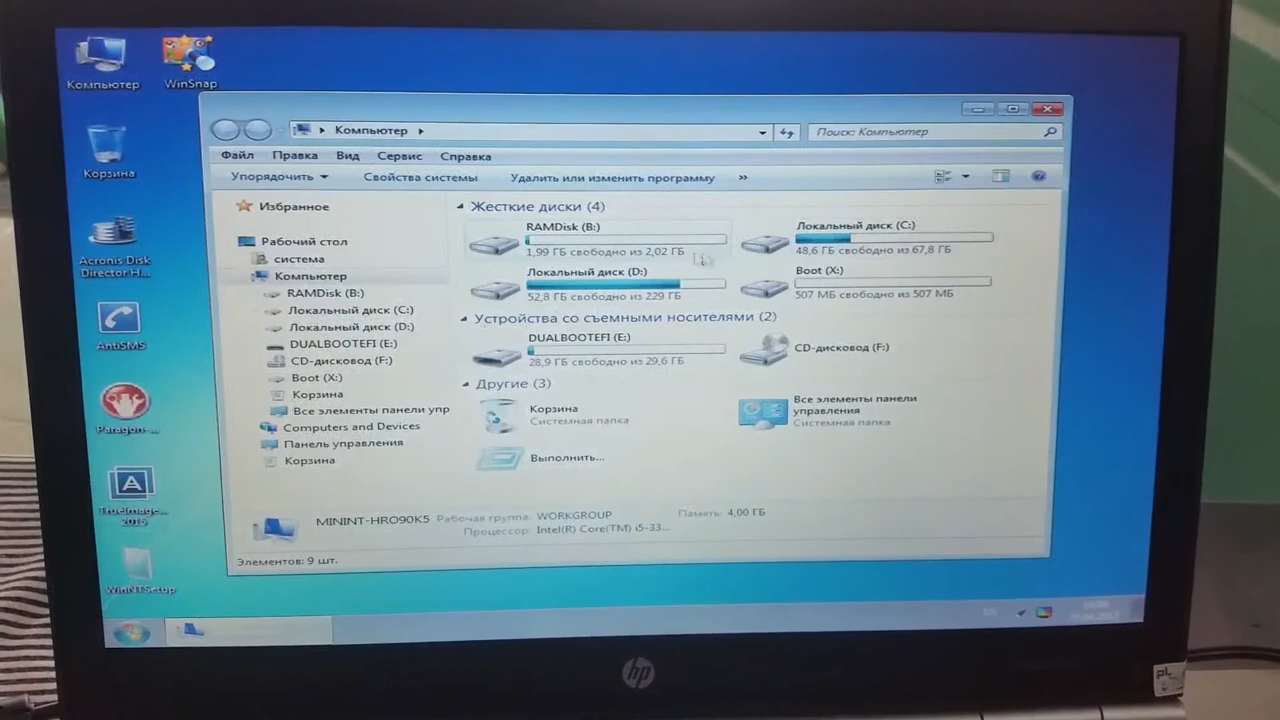 Компьютер
WinSnap
Корзина
Acronis Disk
Director H...
AntiSMS
Paragon-...
TrueImage...
2015
WinNTSetup
Компьютер
Поиск: Компьютер
Файл Правка Вид Сервис Справка
Упорядочить Свойства системы Удалить или изменить программу »
Избранное
Рабочий стол
система
Компьютер
RAMDisk (B:)
Локальный диск (C:)
Локальный диск (D:)
DUALBOOTEFI (E:)
CD-дисковод (F:)
Boot (X:)
Корзина
Все элементы панели упр
Computers and Devices
Панель управления
Корзина
Жесткие диски (4)
RAMDisk (B:)
1,99 ГБ свободно из 2,02 ГБ
Локальный диск (C:)
48,6 ГБ свободно из 67,8 ГБ
Локальный диск (D:)
52,8 ГБ свободно из 229 ГБ
Boot (X:)
507 МБ свободно из 507 МБ
Устройства со съемными носителями (2)
DUALBOOTEFI (E:)
28,9 ГБ свободно из 29,6 ГБ
CD-дисковод (F:)
Другие (3)
Корзина
Системная папка
Все элементы панели
управления
Системная папка
Выполнить...
MININT-HRO90K5 Рабочая группа: WORKGROUP Память: 4,00 ГБ
Процессор: Intel(R) Core(TM) i5-33...
Элементов: 9 шт.
hp
PL